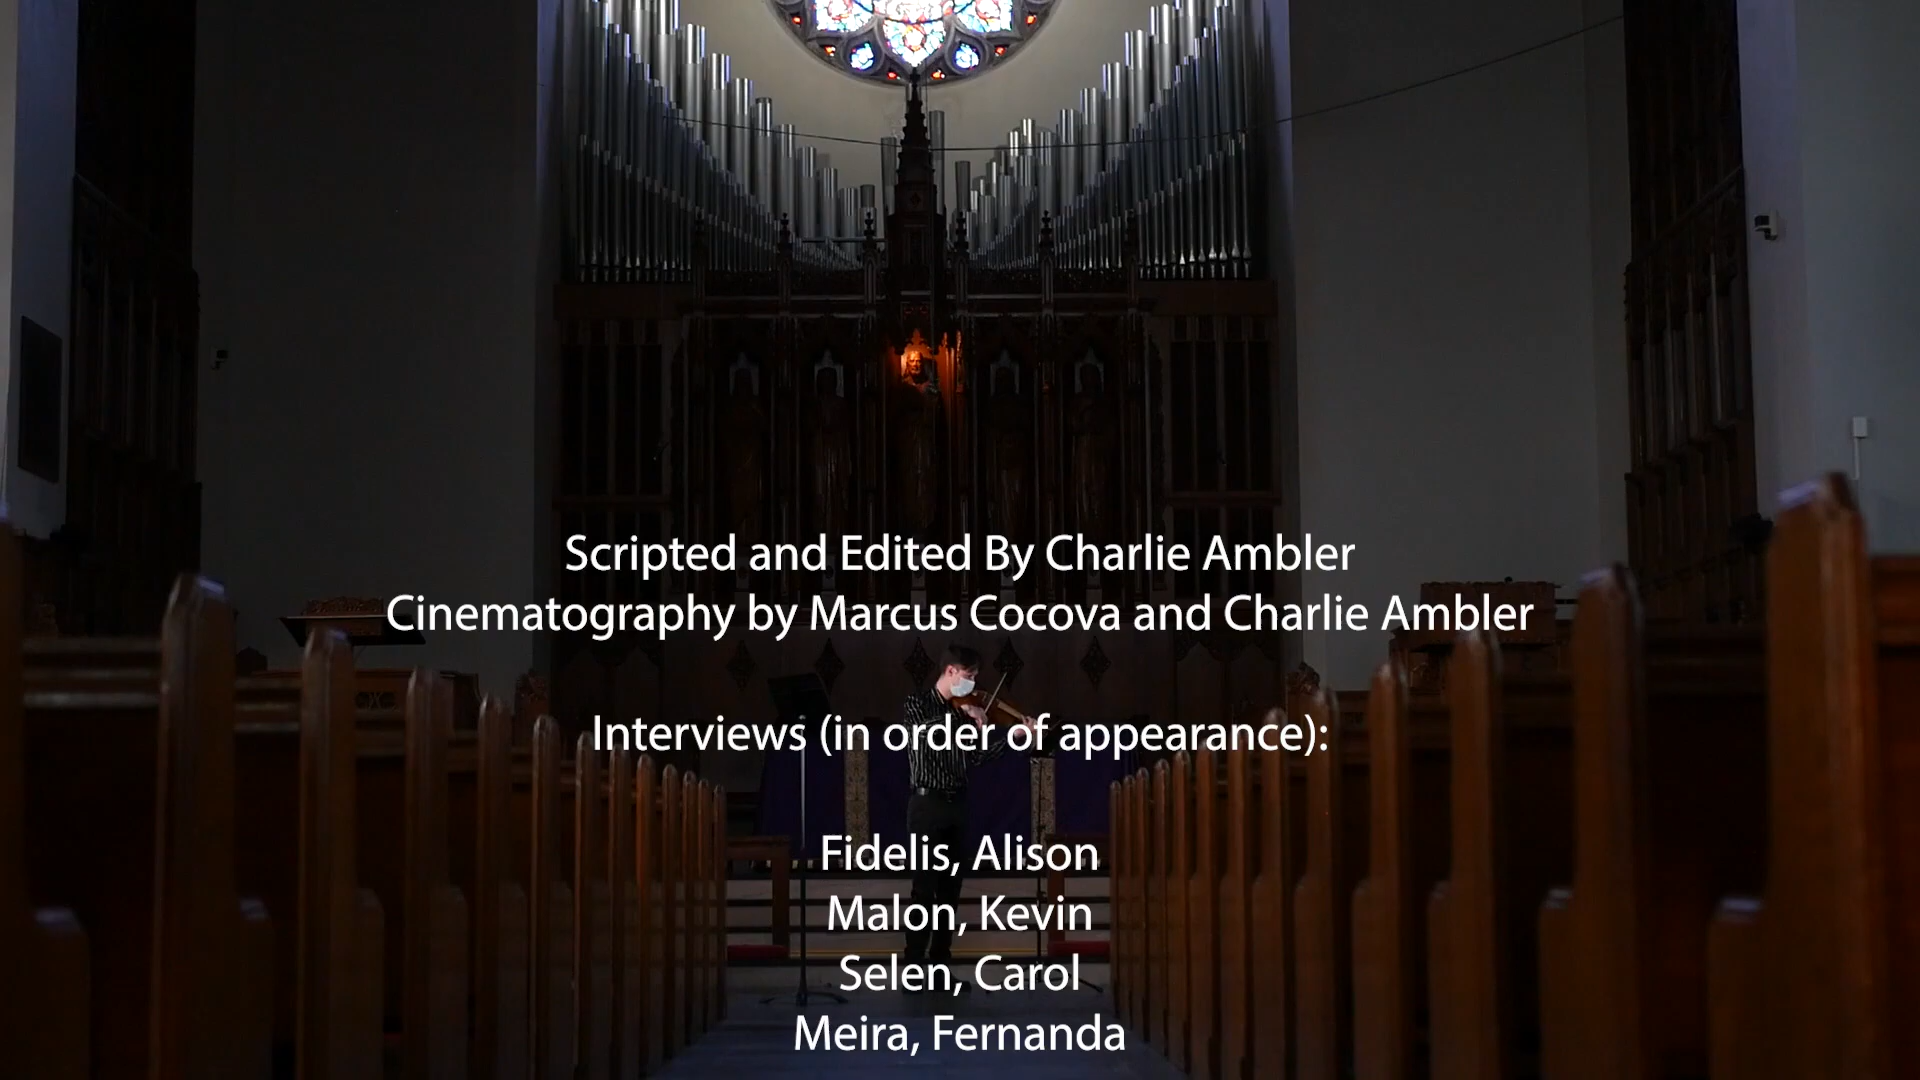 Scripted and Edited By Charlie Ambler
Cinematography by Marcus Cocova and Charlie Ambler
Interviews (in order of appearance):
Fidelis, Alison
Malon, Kevin
Selen, Carol
Meira, Fernanda